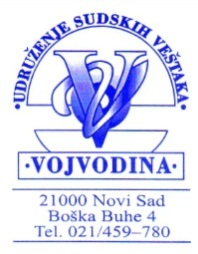 ·UDRUŽENJE SUDSKIH VEŠTAKA·
·VOJVODINA·
21000 Novi Sad
Boška Buhe 4
Tel. 021/459–780